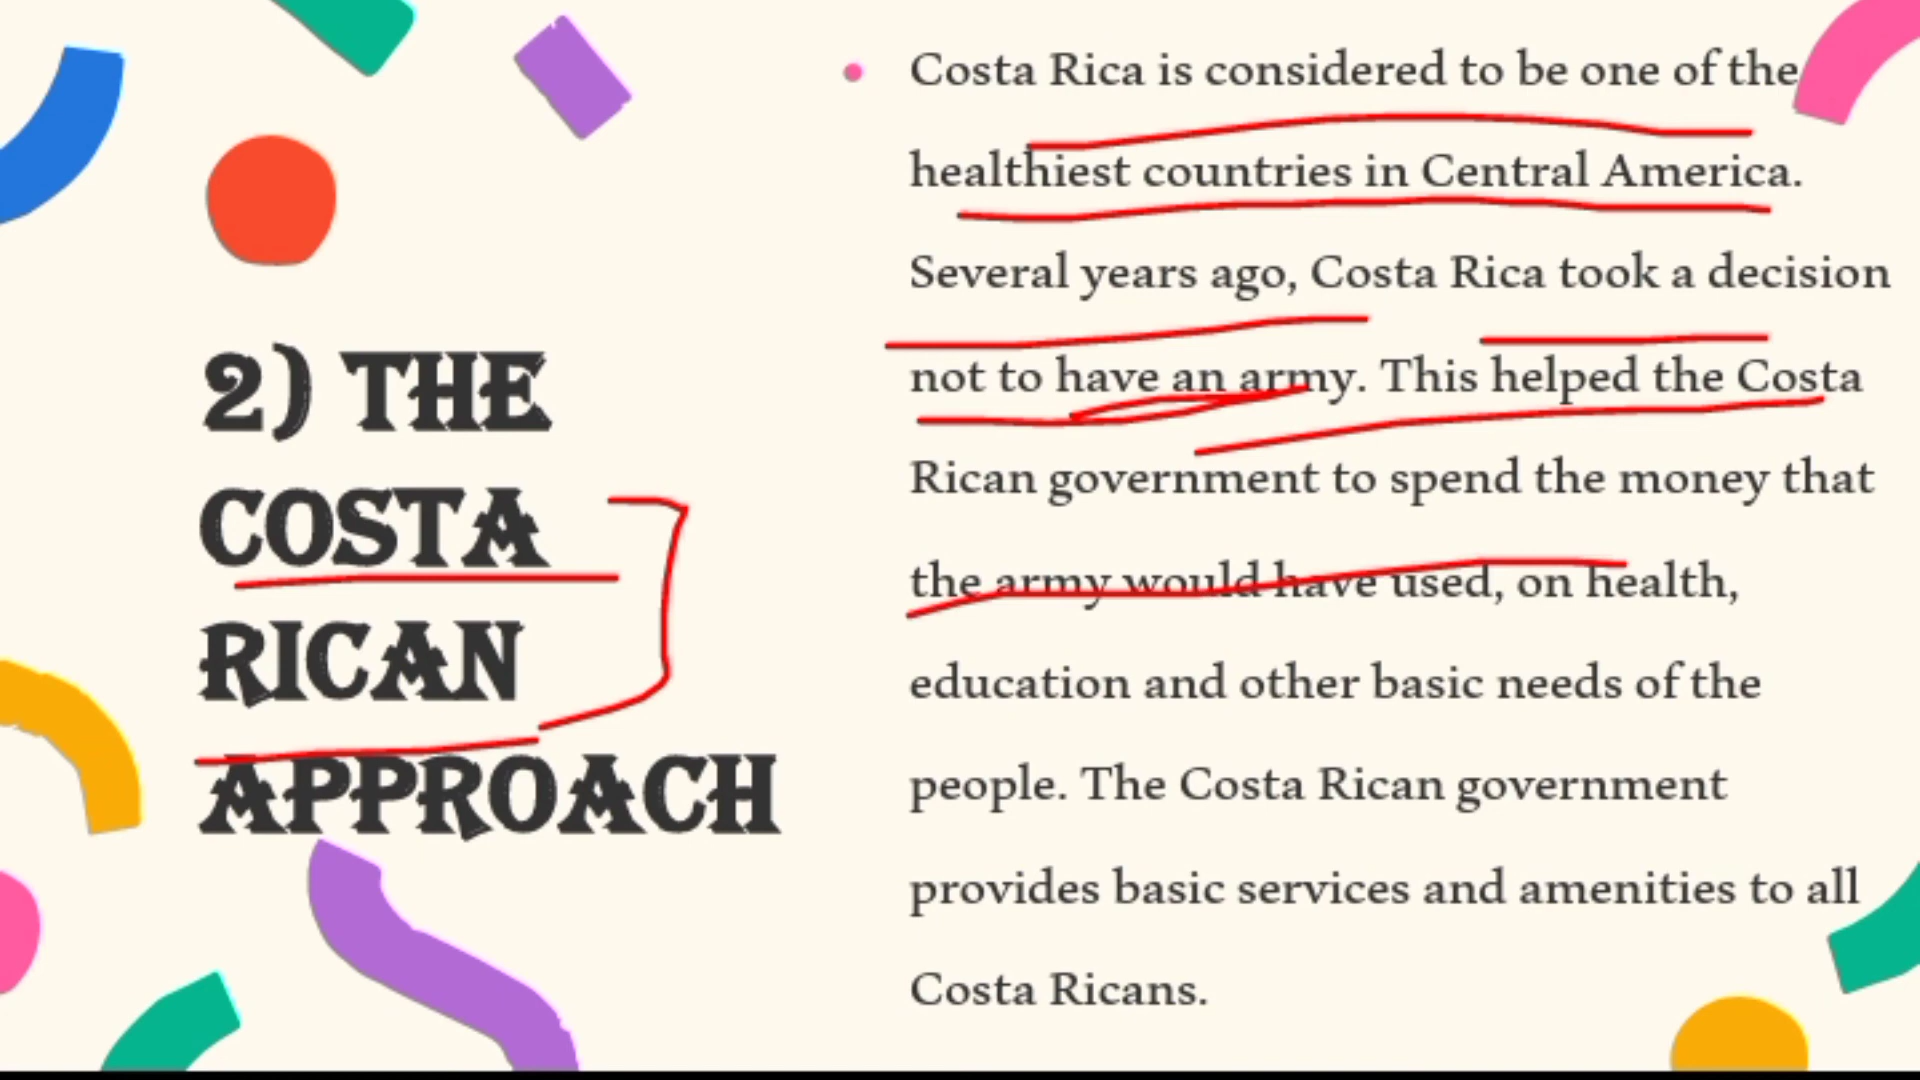 2) THE
COSTA
RICAN
APPROACH
Costa Rica is considered to be one of the
healthiest countries in Central America.
Several years ago, Costa Rica took a decision
not to have an army. This helped the Costa
Rican government to spend the money that
the army would have used, on health,
education and other basic needs of the
people. The Costa Rican government
provides basic services and amenities to all
Costa Ricans.